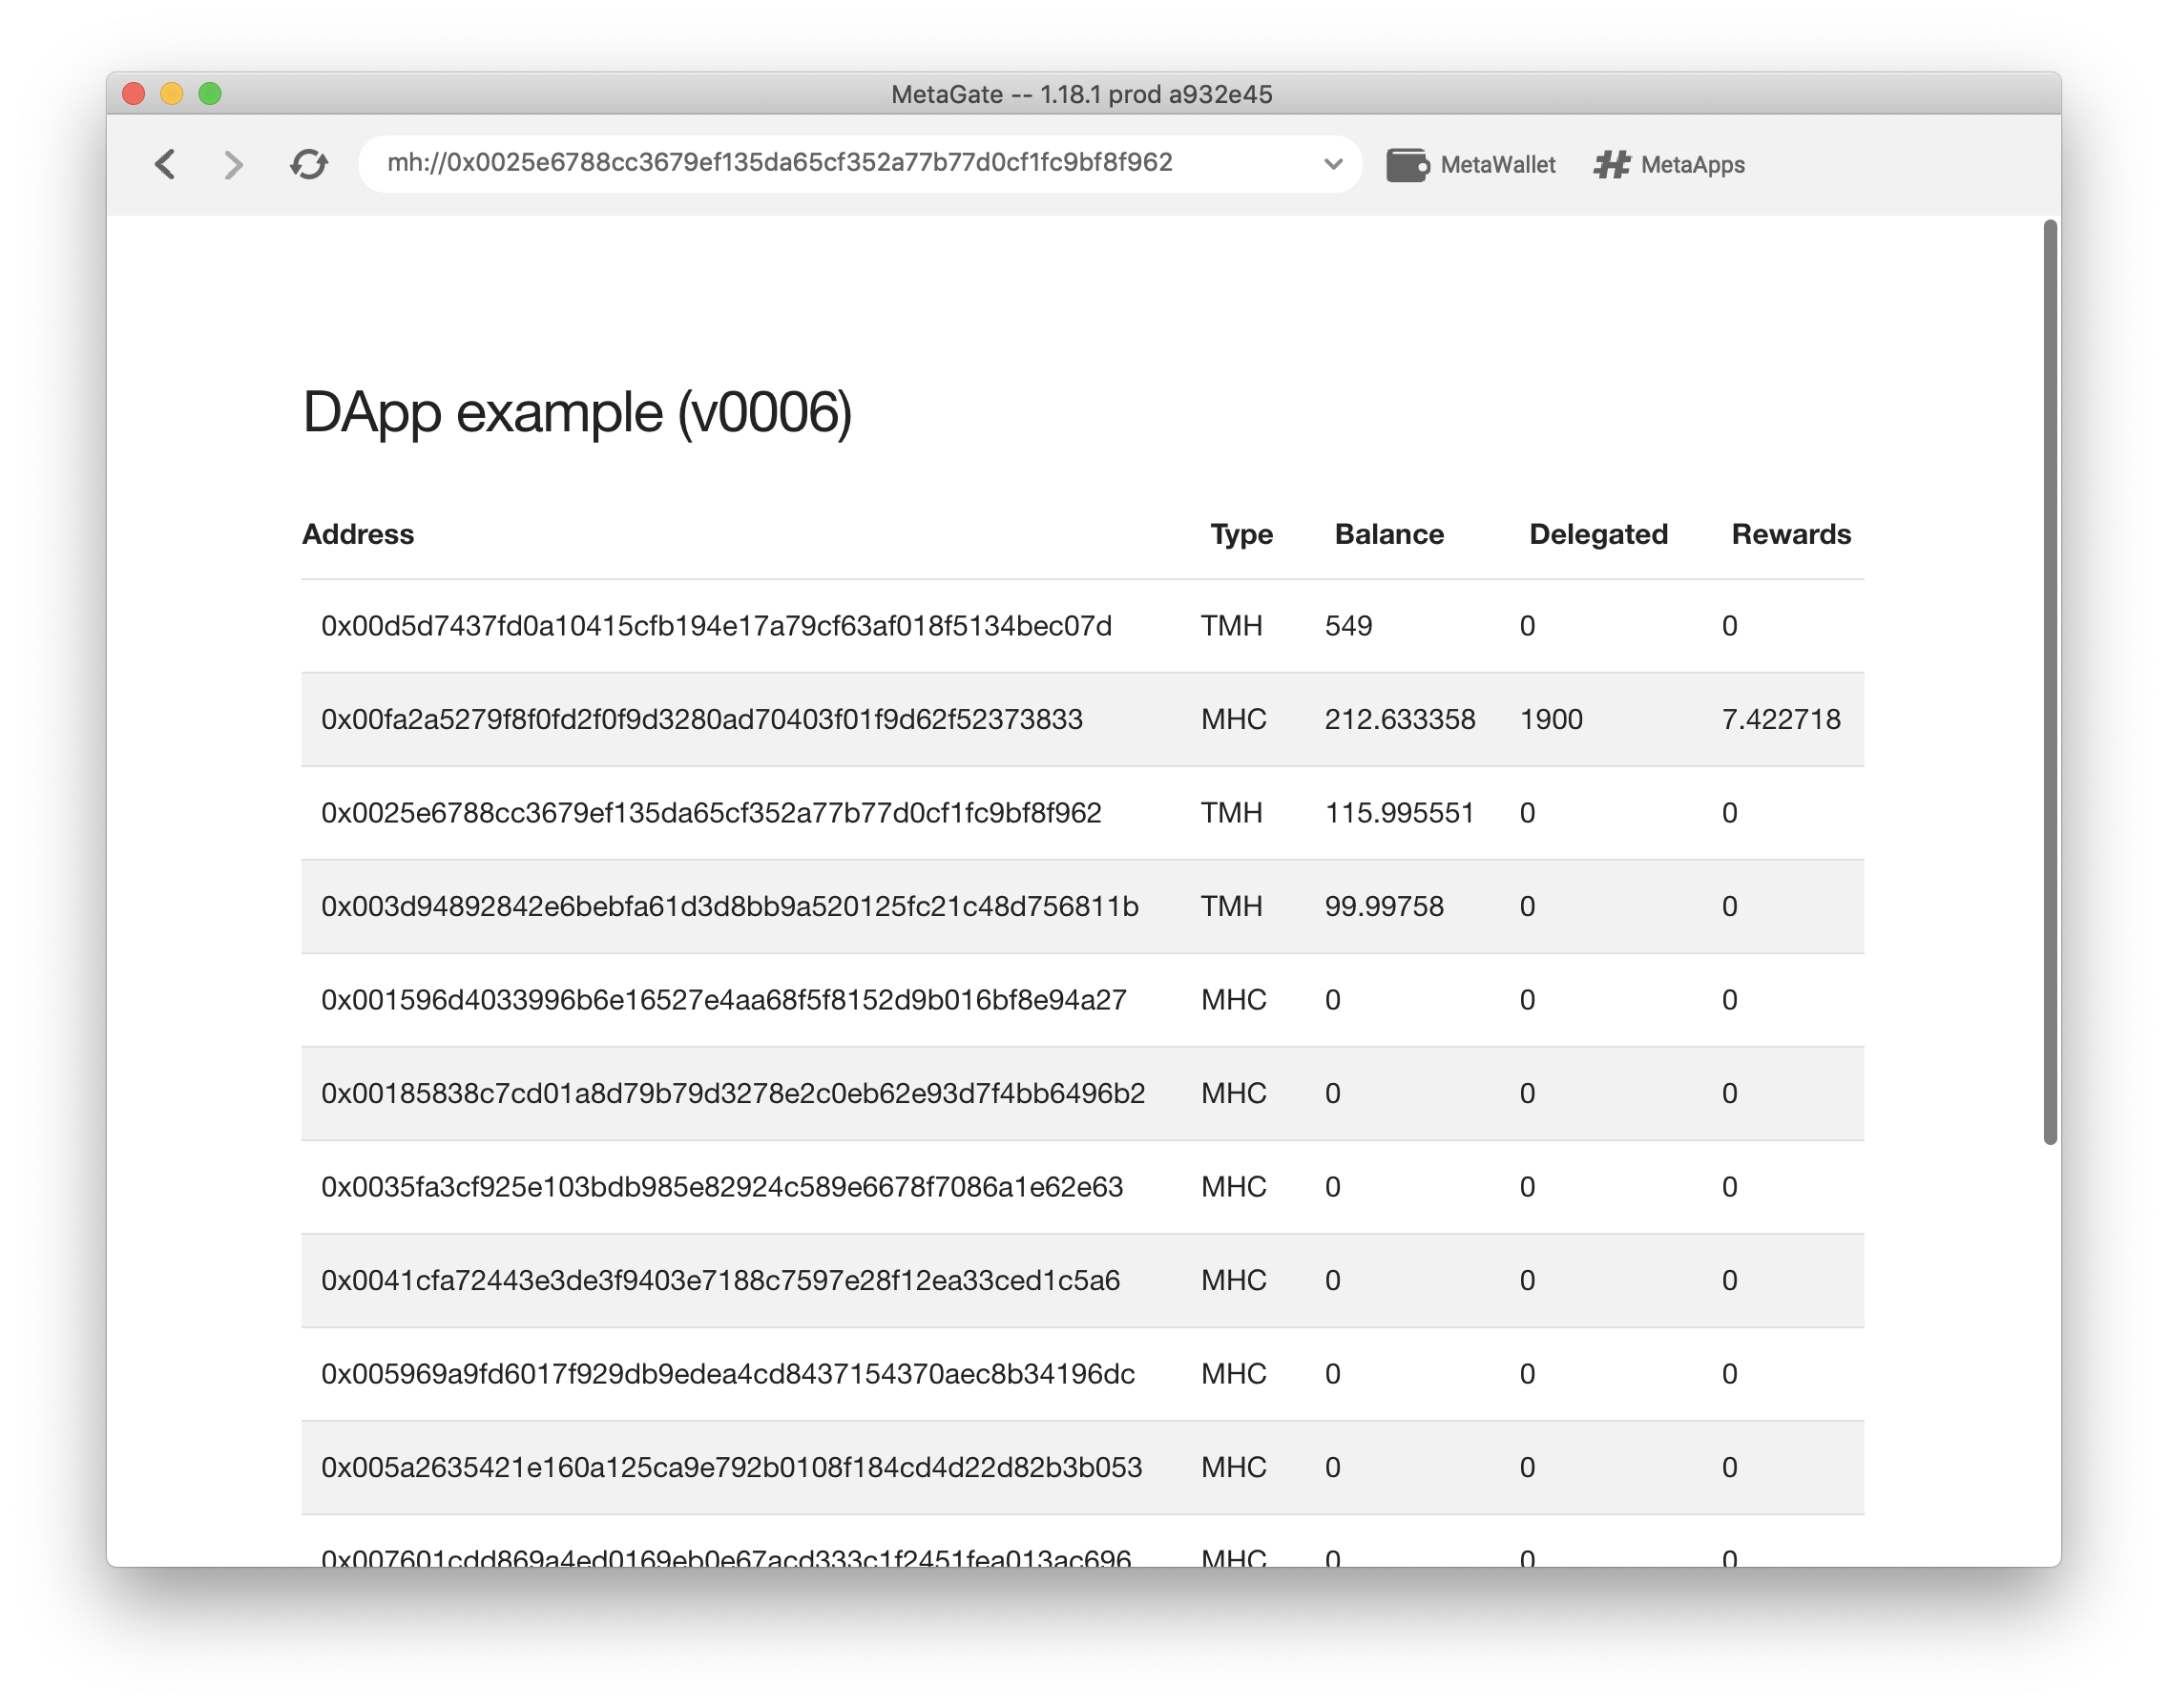 MetaGate -- 1.18.1 prod a932e45
mh://0x0025e6788cc3679ef135da65cf352a77b77d0cf1fc9bf8f962 MetaWallet MetaApps
DApp example (v0006)
Address Type Balance Delegated Rewards
0x00d5d7437fd0a10415cfb194e17a79cf63af018f5134bec07d TMH 549 0 0
0x00fa2a5279f8f0fd2f0f9d3280ad70403f01f9d62f52373833 MHC 212.633358 1900 7.422718
0x0025e6788cc3679ef135da65cf352a77b77d0cf1fc9bf8f962 TMH 115.995551 0 0
0x003d94892842e6bebfa61d3d8bb9a520125fc21c48d756811b TMH 99.99758 0 0
0x001596d4033996b6e16527e4aa68f5f8152d9b016bf8e94a27 MHC 0 0 0
0x00185838c7cd01a8d79b79d3278e2c0eb62e93d7f4bb6496b2 MHC 0 0 0
0x0035fa3cf925e103bdb985e82924c589e6678f7086a1e62e63 MHC 0 0 0
0x0041cfa72443e3de3f9403e7188c7597e28f12ea33ced1c5a6 MHC 0 0 0
0x005969a9fd6017f929db9edea4cd8437154370aec8b34196dc MHC 0 0 0
0x005a2635421e160a125ca9e792b0108f184cd4d22d82b3b053 MHC 0 0 0
0x007601cdd869a4ed0169eb0e67acd333c1f2451fea013ac696 MHC 0 0 0